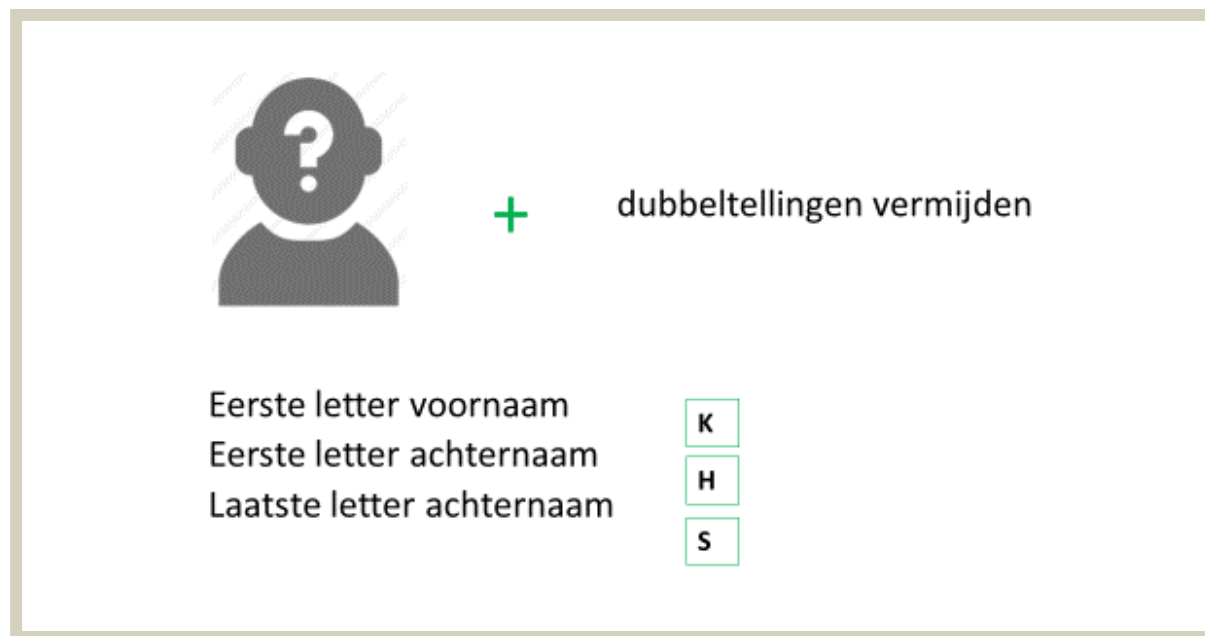 ?
+
dubbeltellingen vermijden
Eerste letter voornaam
K
Eerste letter achternaam
H
Laatste letter achternaam
S